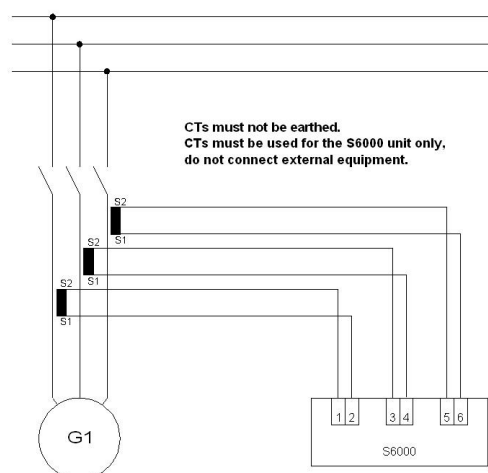 CTs must not be earthed.
CTs must be used for the S6000 unit only,
do not connect external equipment.
S2
S1
S2
S1
S2
S1
1 2 3 4 5 6
G1
S6000